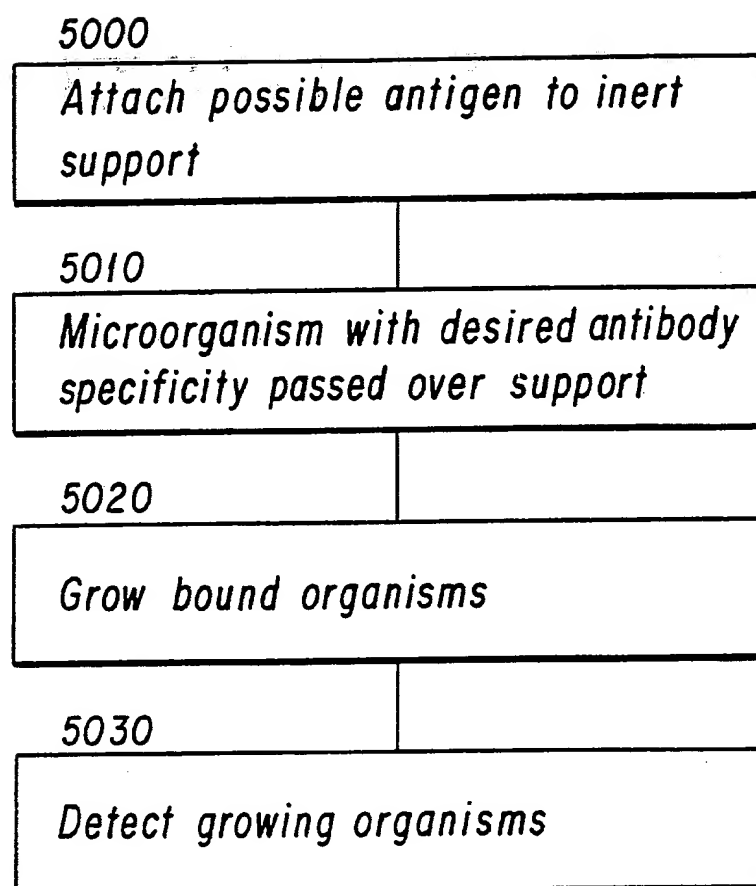 5000
Attach possible antigen to inert
support
5010
Microorganism with desired antibody
specificity passed over support
5020
Grow bound organisms
5030
Detect growing organisms